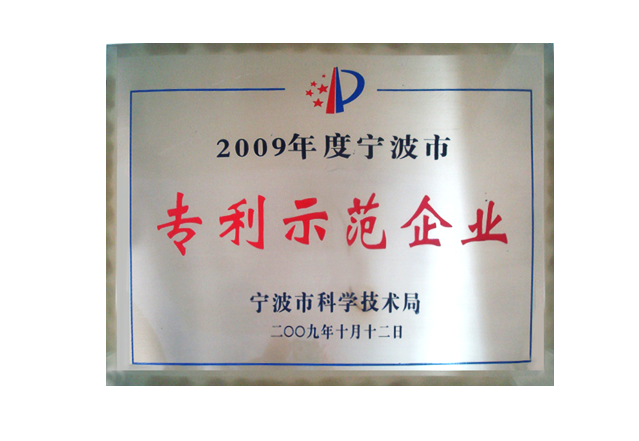 2009年度宁波市
专利示范企业
宁波市科学技术局
二〇〇九年十月十二日